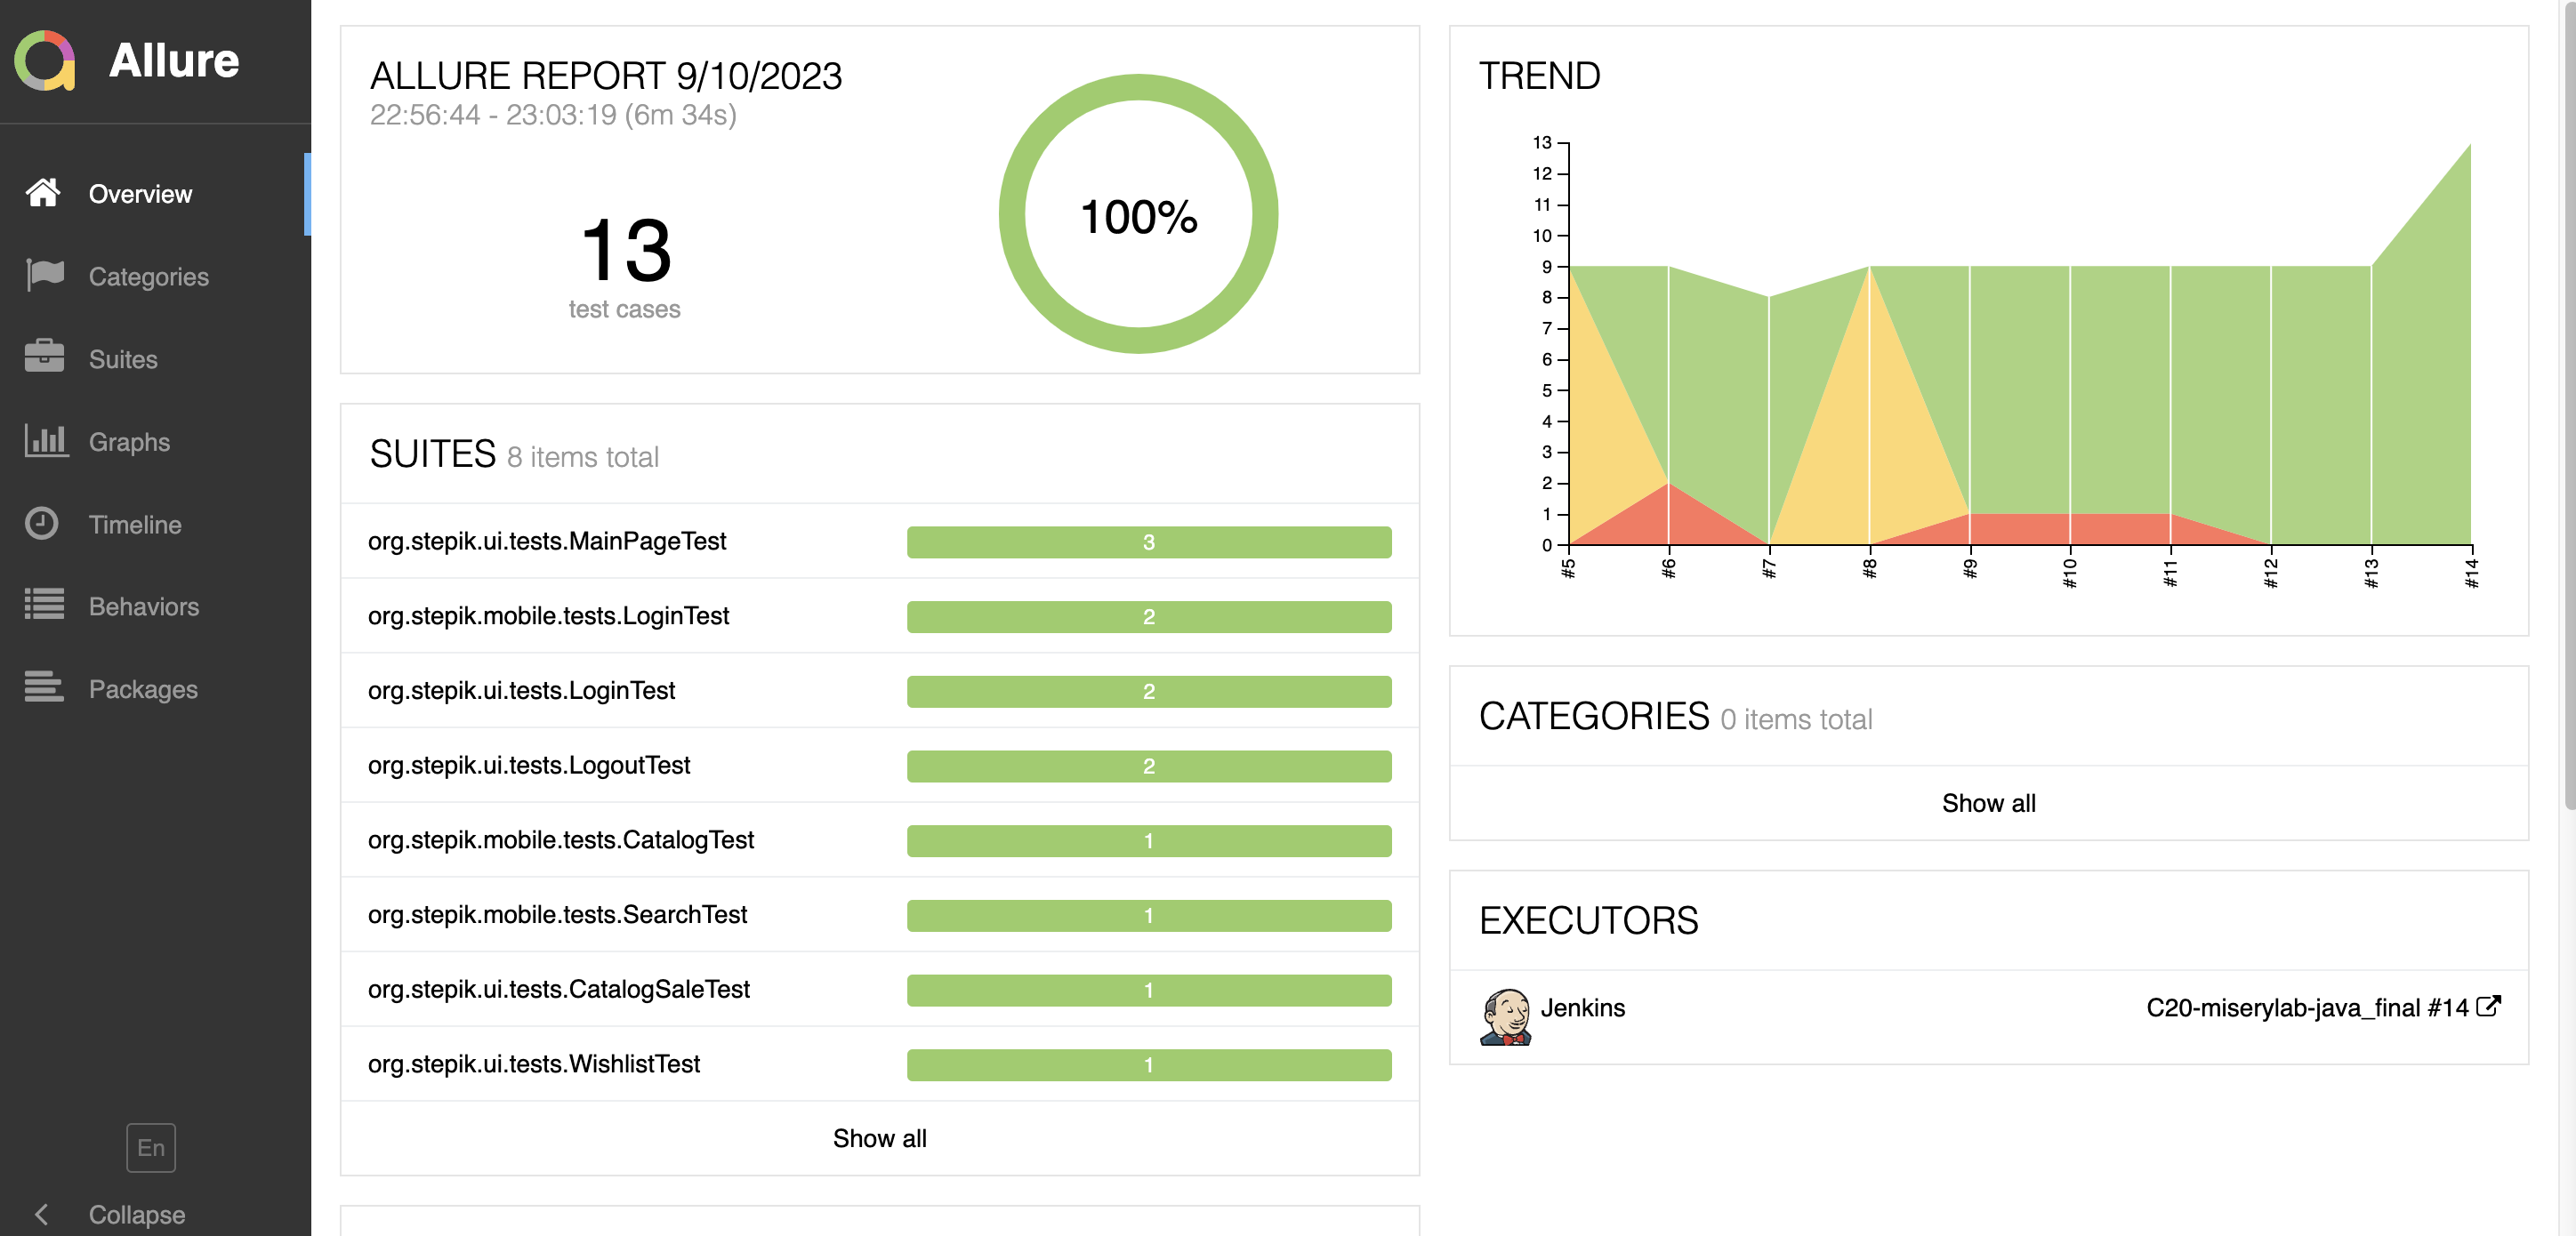 Allure
Overview
Categories
Suites
Graphs
Timeline
Behaviors
Packages
En
Collapse
ALLURE REPORT 9/10/2023
22:56:44 - 23:03:19 (6m 34s)
13
test cases
100%
SUITES 8 items total
org.stepik.ui.tests.MainPageTest 3
org.stepik.mobile.tests.LoginTest 2
org.stepik.ui.tests.LoginTest 2
org.stepik.ui.tests.LogoutTest 2
org.stepik.mobile.tests.CatalogTest 1
org.stepik.mobile.tests.SearchTest 1
org.stepik.ui.tests.CatalogSaleTest 1
org.stepik.ui.tests.WishlistTest 1
Show all
TREND
13
12
11
10
9
8
7
6
5
4
3
2
1
0
#5 #6 #7 #8 #9 #10 #11 #12 #13 #14
CATEGORIES 0 items total
Show all
EXECUTORS
Jenkins C20-miserylab-java_final #14